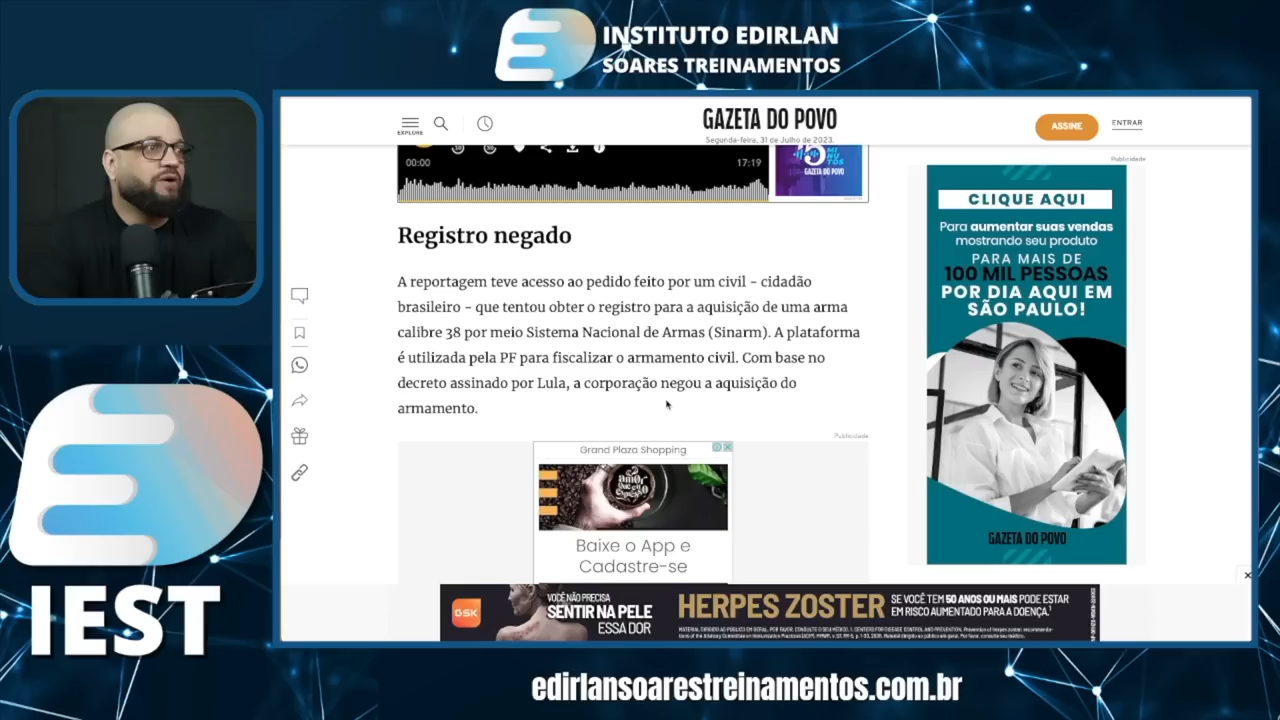 INSTITUTO EDIRLAN
SOARES TREINAMENTOS
EXPLORE
GAZETA DO POVO
Segunda-feira, 31 de Julho de 2023.
ASSINE
ENTRAR
00:00
17:19
15
MINUTOS
GAZETA DO POVO
Registro negado
A reportagem teve acesso ao pedido feito por um civil - cidadão
brasileiro - que tentou obter o registro para a aquisição de uma arma
calibre 38 por meio Sistema Nacional de Armas (Sinarm). A plataforma
é utilizada pela PF para fiscalizar o armamento civil. Com base no
decreto assinado por Lula, a corporação negou a aquisição do
armamento.
Publicidade
Grand Plaza Shopping
Baixe o App e
Cadastre-se
Publicidade
CLIQUE AQUI
Para aumentar suas vendas
mostrando seu produto
PARA MAIS DE
100 MIL PESSOAS
POR DIA AQUI EM
SÃO PAULO!
GAZETA DO POVO
GSK
VOCÊ NÃO PRECISA
SENTIR NA PELE
ESSA DOR
HERPES ZOSTER
SE VOCÊ TEM 50 ANOS OU MAIS PODE ESTAR
EM RISCO AUMENTADO PARA A DOENÇA.¹
IEST
edirlansoarestreinamentos.com.br